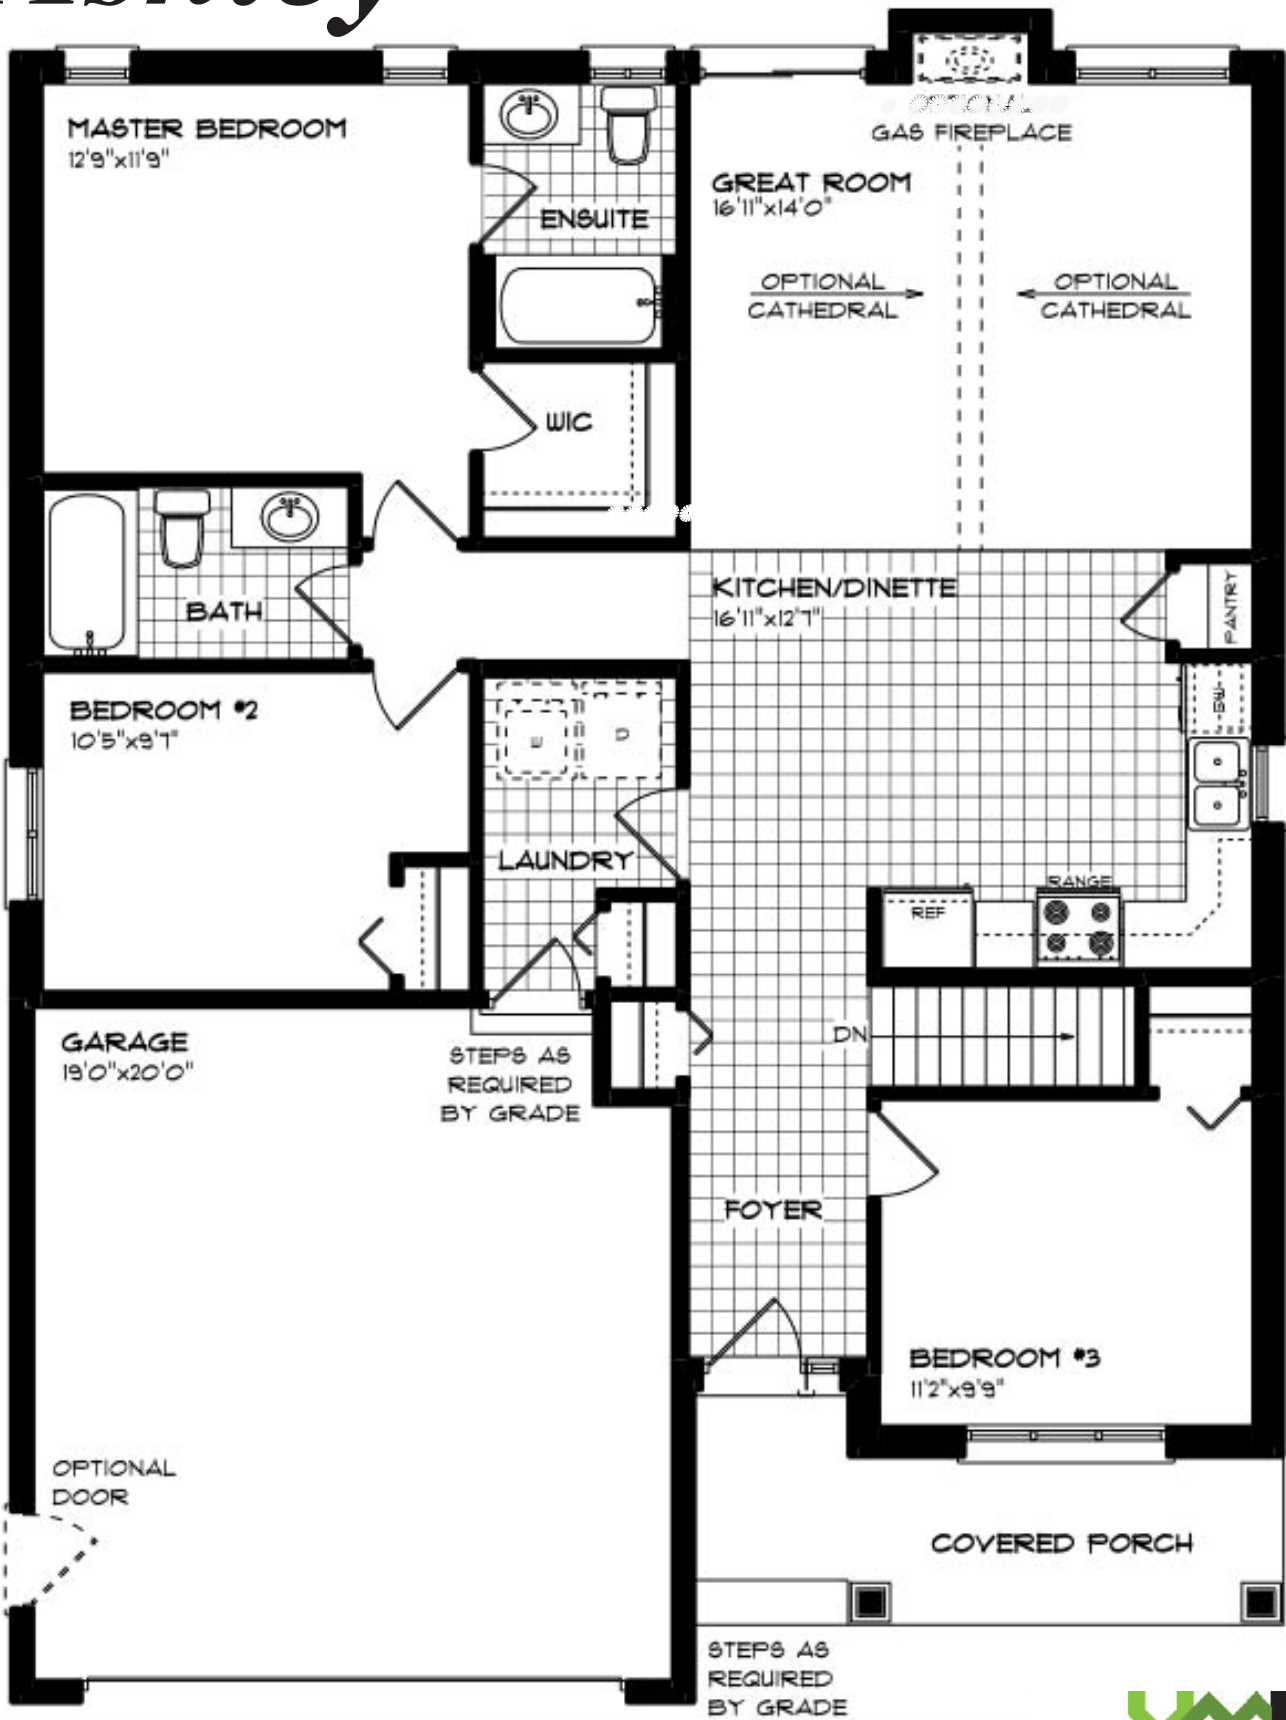 MASTER BEDROOM
12'9"x11'9"
ENSUITE
GAS FIREPLACE
GREAT ROOM
16'11"x14'0"
OPTIONAL
CATHEDRAL
OPTIONAL
CATHEDRAL
WIC
BATH
KITCHEN/DINETTE
16'11"x12'7"
PANTRY
BEDROOM #2
10'5"x9'7"
D
LAUNDRY
RANGE
REF
GARAGE
19'0"x20'0"
STEPS AS
REQUIRED
BY GRADE
DN
FOYER
BEDROOM #3
11'2"x9'9"
OPTIONAL
DOOR
COVERED PORCH
STEPS AS
REQUIRED
BY GRADE